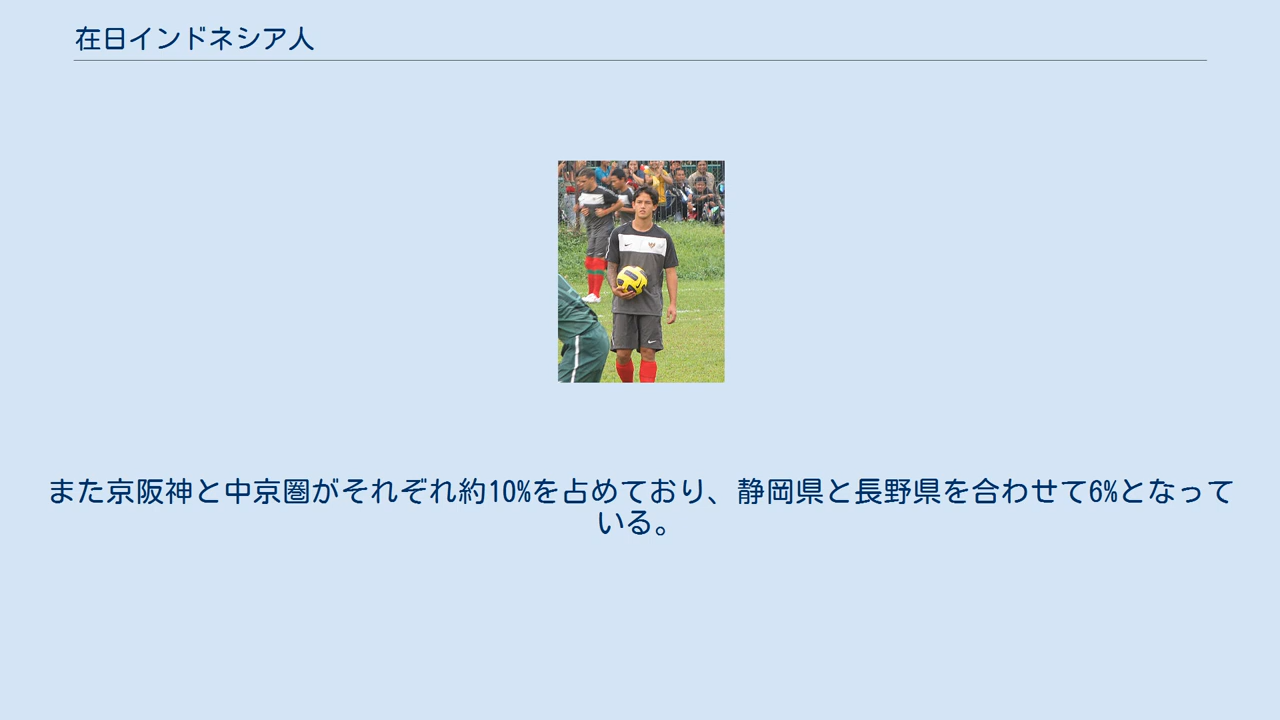 在日インドネシア人
また京阪神と中京圏がそれぞれ約10%を占めており、静岡県と長野県を合わせて6%となって
いる。